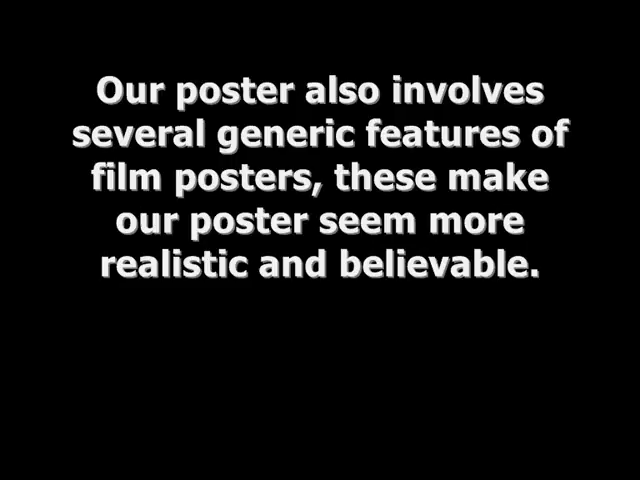 Our poster also involves
several generic features of
film posters, these make
our poster seem more
realistic and believable.